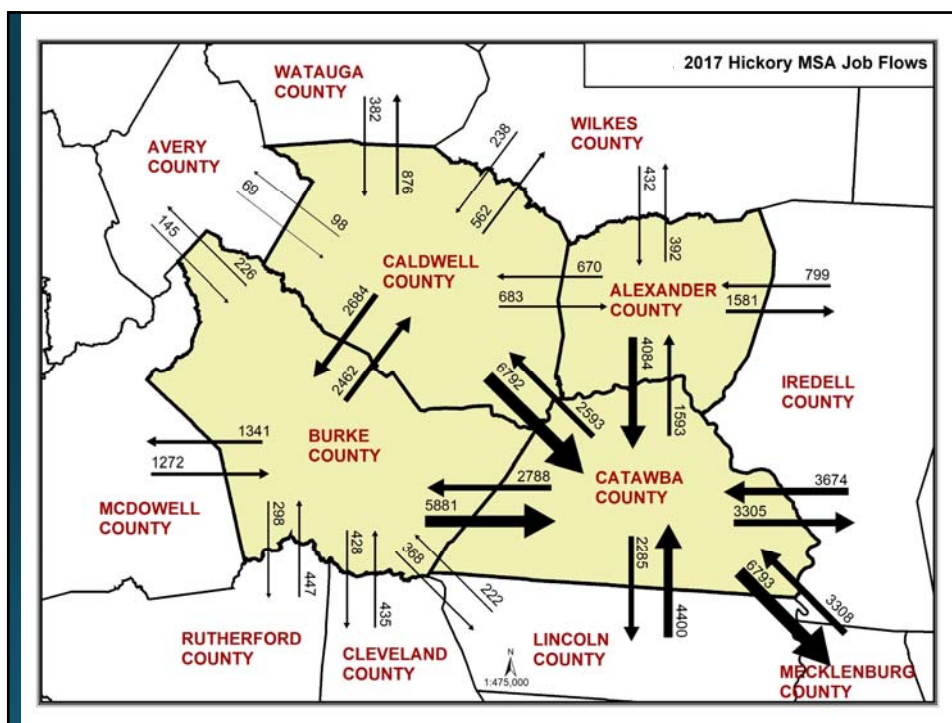 2017 Hickory MSA Job Flows
WATAUGA
COUNTY
382
876
238
562
WILKES
COUNTY
432
392
AVERY
COUNTY
69
98
145
226
CALDWELL
COUNTY
670
683
ALEXANDER
COUNTY
799
1581
2684
2462
6792
2593
4084
1593
IREDELL
COUNTY
BURKE
COUNTY
1341
1272
2788
5881
CATAWBA
COUNTY
3674
3305
MCDOWELL
COUNTY
298
447
428
435
368
222
2285
4400
6793
3308
RUTHERFORD
COUNTY
CLEVELAND
COUNTY
N
1:475,000
LINCOLN
COUNTY
MECKLENBURG
COUNTY